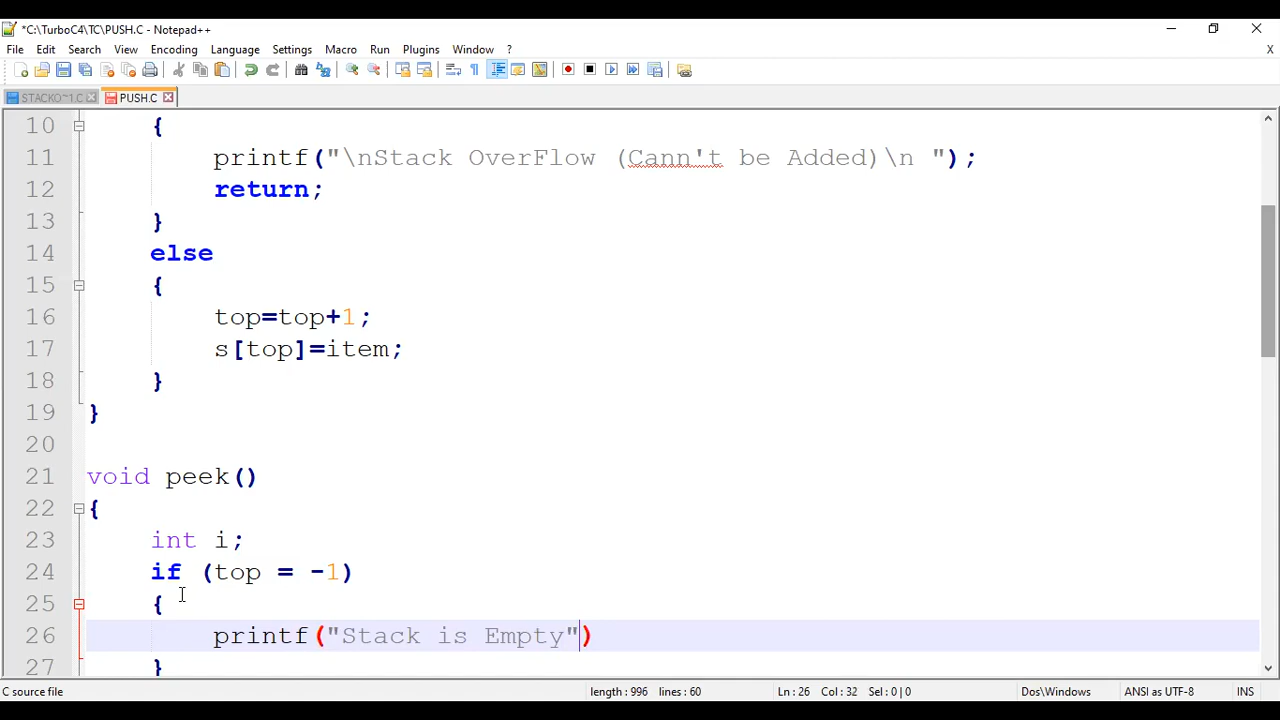 *C:\TurboC4\TC\PUSH.C - Notepad++
File Edit Search View Encoding Language Settings Tools Macro Run Plugins Window ? X
STACKO~1.C PUSH.C
10 {
11 printf("\nStack OverFlow (Cann't be Added)\n ");
12 return;
13 }
14 else
15 {
16 top=top+1;
17 s[top]=item;
18 }
19 }
20
21 void peek()
22 {
23 int i;
24 if (top = -1)
25 {
26 printf("Stack is Empty")
27 }
C source file length : 996 lines : 60 Ln : 26 Col : 32 Sel : 0 | 0 Dos\Windows ANSI as UTF-8 INS